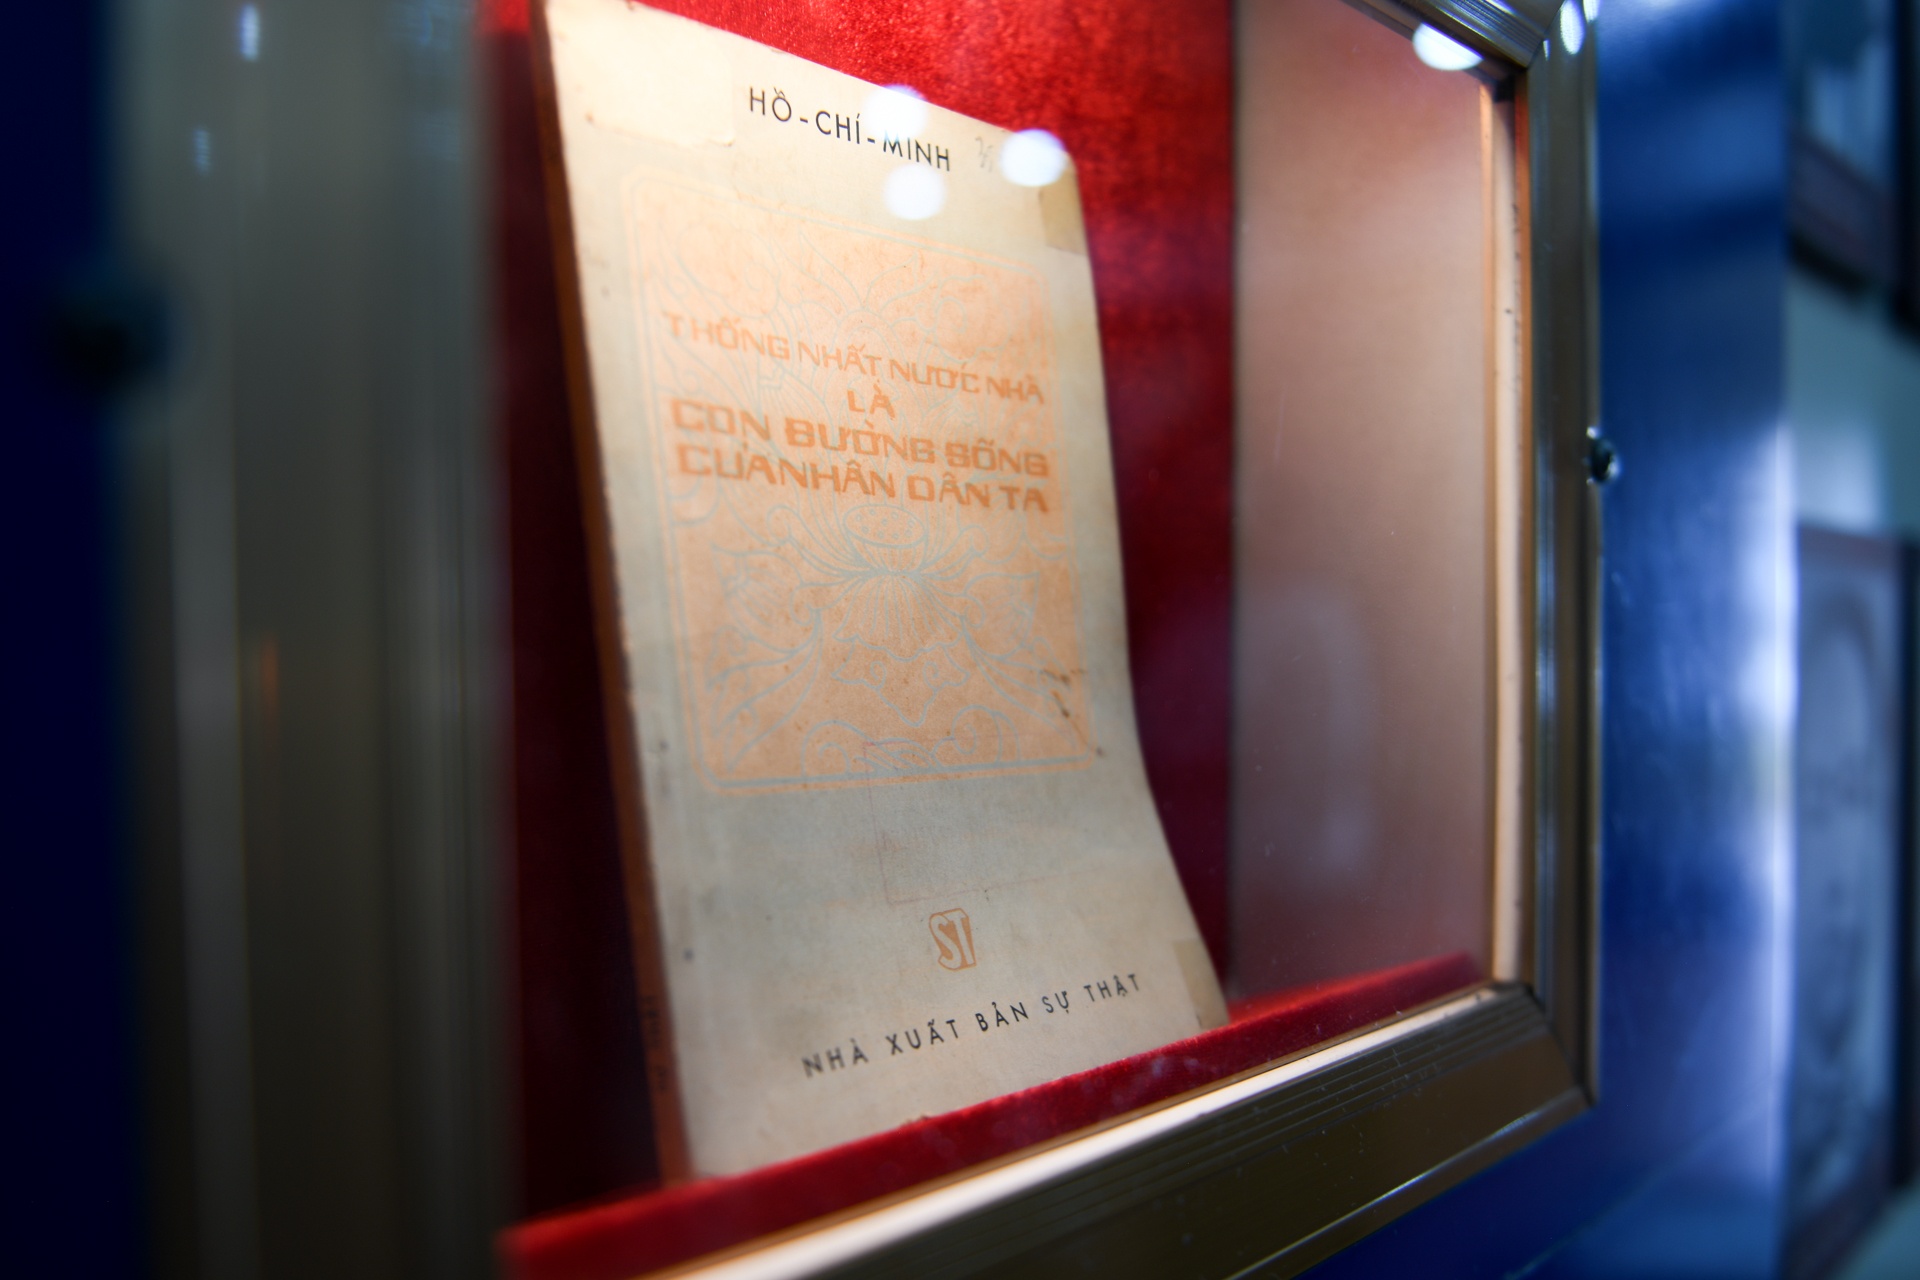 HỒ-CHÍ-MINH
THỐNG NHẤT NƯỚC NHÀ
LÀ
CON ĐƯỜNG SỐNG
CỦA NHÂN DÂN TA
ST
NHÀ XUẤT BẢN SỰ THẬT